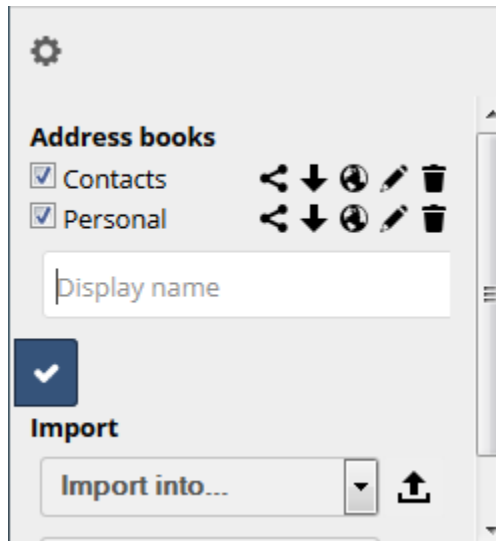 Address books
Contacts
Personal
Display name
Import
Import into...